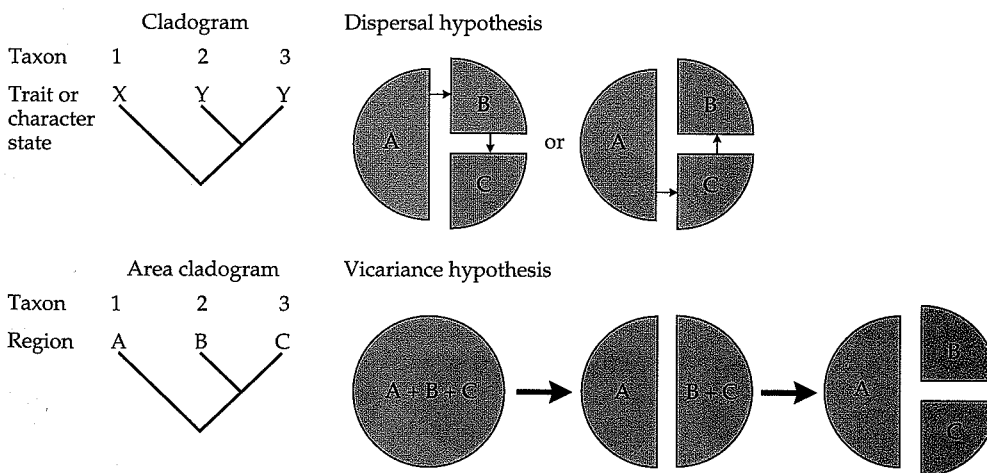 Cladogram
Taxon 1 2 3
Trait or character state X Y Y
Dispersal hypothesis
A B C
or
A B C
Area cladogram
Taxon 1 2 3
Region A B C
Vicariance hypothesis
A + B + C
A B + C
A B C